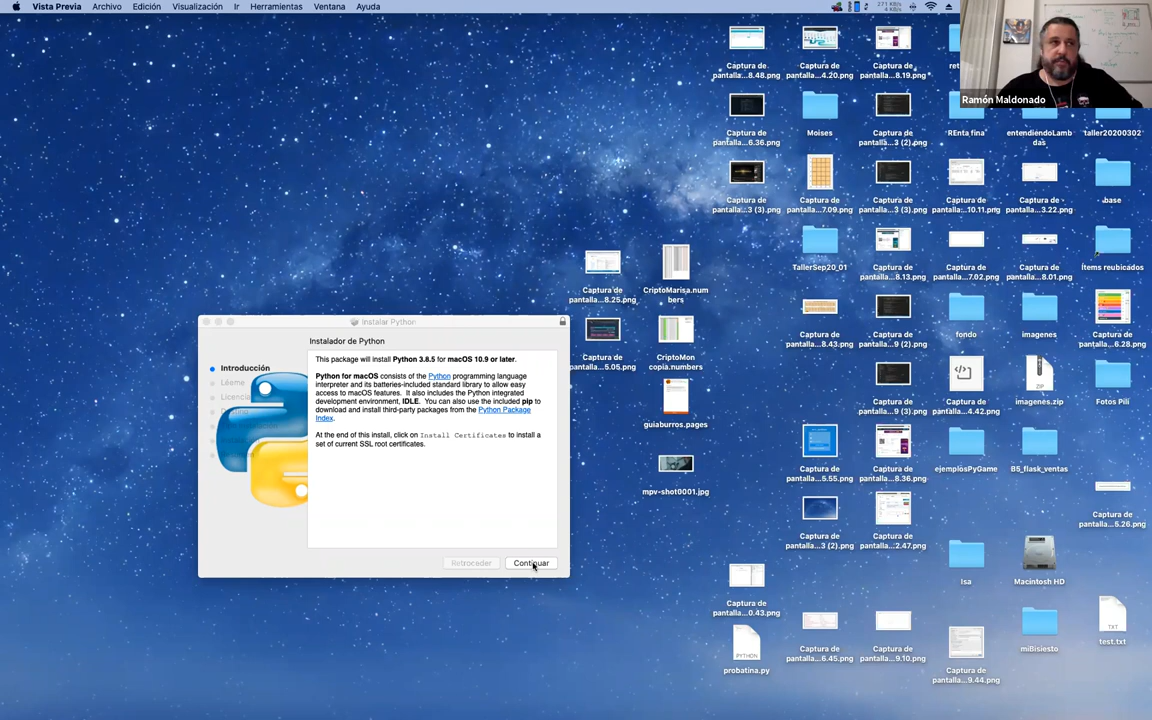 Vista Previa Archivo Edición Visualización Ir Herramientas Ventana Ayuda
271 KB/s
4 KB/s
Ramón Maldonado
Captura de
pantalla...8.48.png
Captura de
pantalla...4.20.png
Captura de
pantalla...8.19.png
Captura de
pantalla...6.36.png
Moises
Captura de
pantalla...3 (2).png
REnta fina
entendiendoLamb
das
taller20200302
Captura de
pantalla...3 (3).png
Captura de
pantalla...7.09.png
Captura de
pantalla...3 (3).png
Captura de
pantalla...10.11.png
Captura de
pantalla...3.22.png
base
Captura de
pantalla...8.25.png
CriptoMarisa.num
bers
TallerSep20_01
Captura de
pantalla...8.13.png
Captura de
pantalla...7.02.png
Captura de
pantalla...8.01.png
Ítems reubicados
Captura de
pantalla...5.05.png
CriptoMon
copia.numbers
Captura de
pantalla...8.43.png
Captura de
pantalla...9 (2).png
fondo
imagenes
Captura de
pantalla...6.28.png
guiaburros.pages
Captura de
pantalla...9 (3).png
Captura de
pantalla...4.42.png
ZIP
imagenes.zip
Fotos Pili
mpv-shot0001.jpg
Captura de
pantalla...5.55.png
Captura de
pantalla...8.36.png
ejemplosPyGame
B5_flask_ventas
Captura de
pantalla...5.26.png
Captura de
pantalla...3 (2).png
Captura de
pantalla...2.47.png
Isa
Macintosh HD
Captura de
pantalla...0.43.png
Captura de
pantalla...6.45.png
Captura de
pantalla...9.10.png
Captura de
pantalla...9.44.png
miBisiesto
TXT
test.txt
PYTHON
probatina.py
Instalar Python
Instalador de Python
Introducción
Léeme
Licencia
This package will install Python 3.8.5 for macOS 10.9 or later.
Python for macOS consists of the Python programming language
interpreter and its batteries-included standard library to allow easy
access to macOS features. It also includes the Python integrated
development environment, IDLE. You can also use the included pip to
download and install third-party packages from the Python Package
Index.
At the end of this install, click on Install Certificates to install a
set of current SSL root certificates.
Retroceder
Continuar